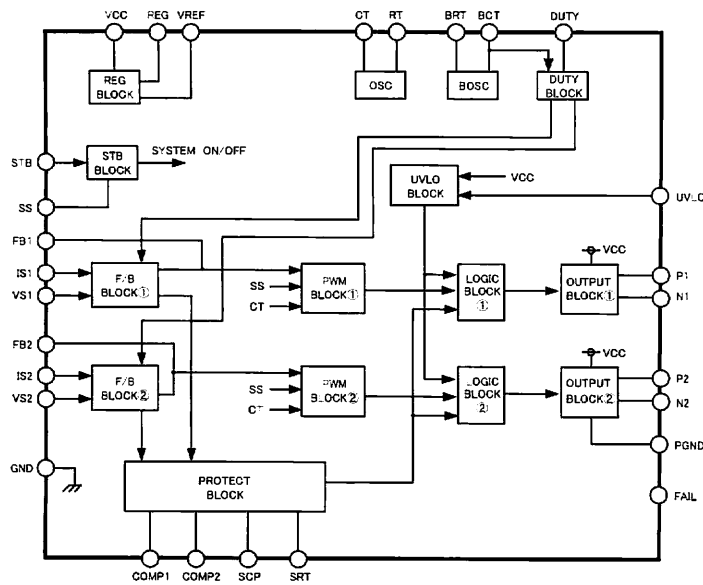 VCC REG VREF CT RT BRT BCT DUTY
REG
BLOCK
OSC
BOSC
DUTY
BLOCK
STB
STB
BLOCK
SYSTEM ON/OFF
UVLO
BLOCK
VCC
SS
UVLO
FB1
VCC
IS1
F/B
BLOCK①
PWM
BLOCK①
LOGIC
BLOCK
①
OUTPUT
BLOCK①
P1
SS
VS1
CT
N1
FB2
VCC
IS2
F/B
BLOCK②
PWM
BLOCK②
LOGIC
BLOCK
②
OUTPUT
BLOCK②
P2
SS
VS2
CT
N2
PGND
GND
PROTECT
BLOCK
FAIL
COMP1 COMP2 SCP SRT